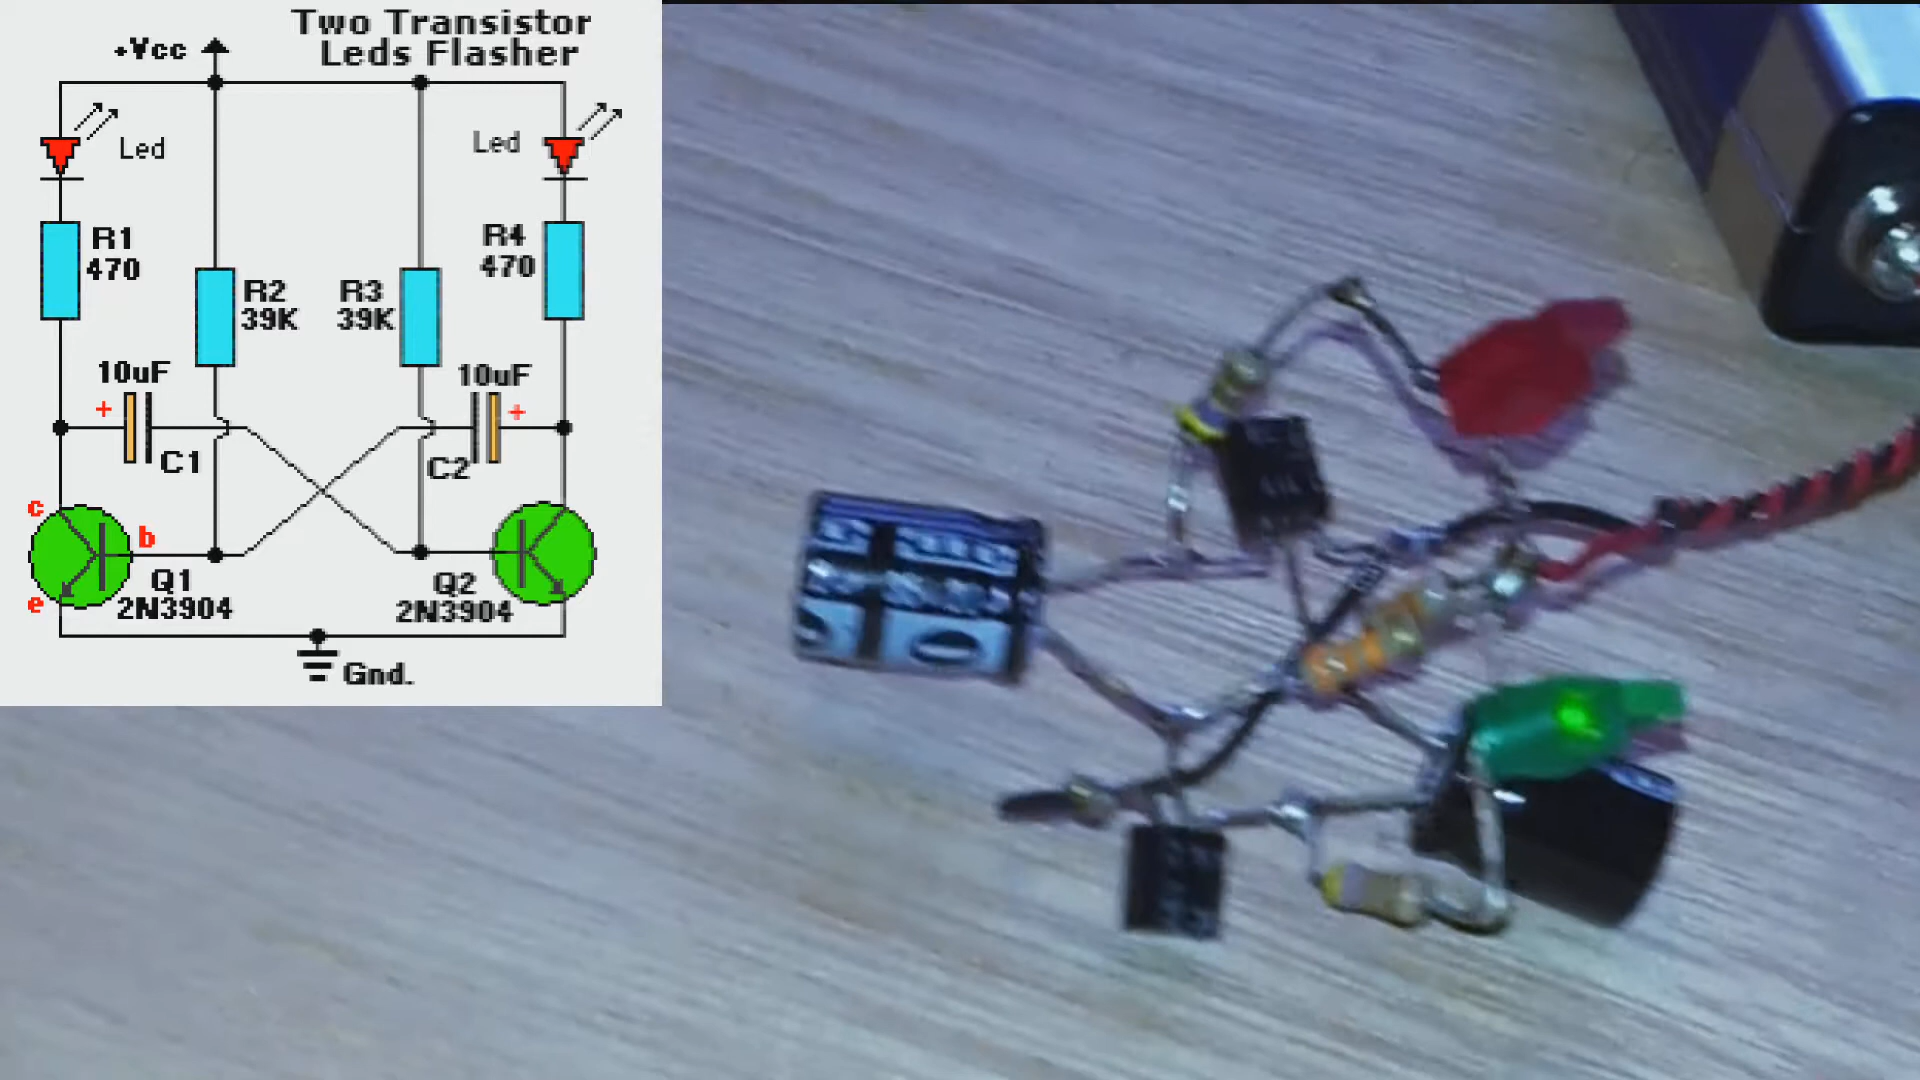 Two Transistor
Leds Flasher
+Vcc
Led
Led
R1
470
R4
470
R2
39K
R3
39K
10uF
10uF
+
+
C1
C2
c
b
e
Q1
2N3904
Q2
2N3904
Gnd.